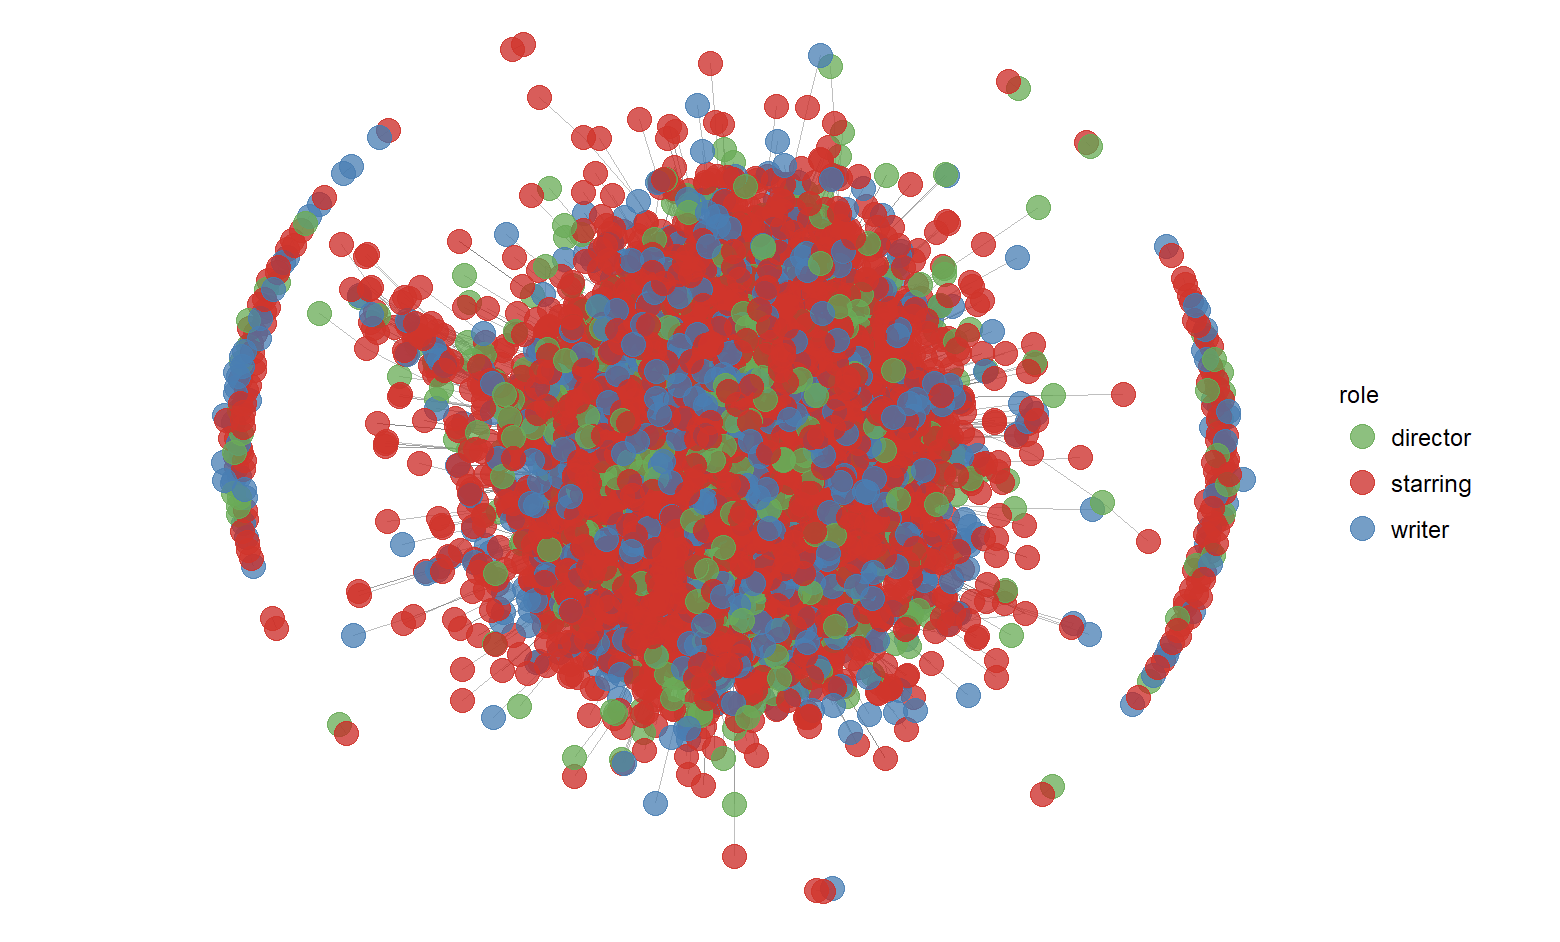 role
director
starring
writer